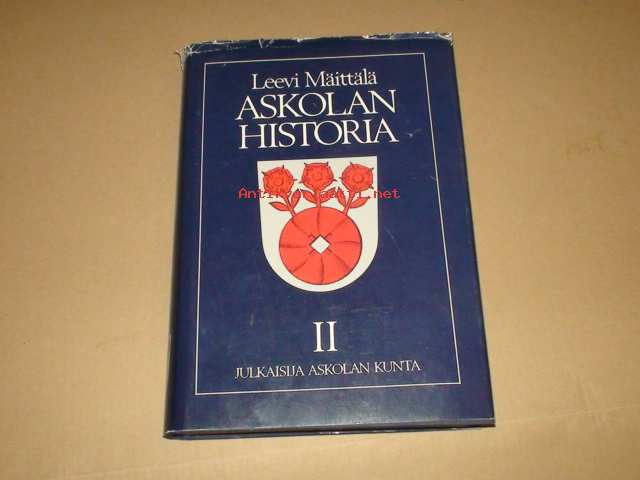 Leevi Mäittälä
ASKOLAN
HISTORIA
II
JULKAISIJA ASKOLAN KUNTA